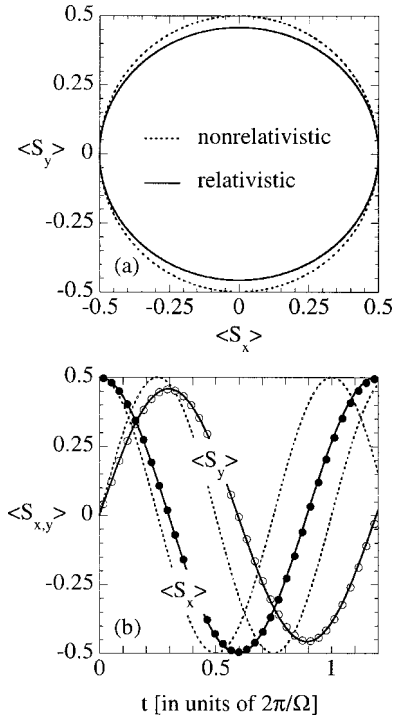 0.5
0.25
<S_y>
0
-0.25
-0.5
nonrelativistic
relativistic
(a)
-0.5 -0.25 0 0.25 0.5
<S_x>
0.5
0.25
<S_x,y>
0
-0.25
-0.5
<S_y>
<S_x>
(b)
0 0.5 1
t [in units of 2π/Ω]